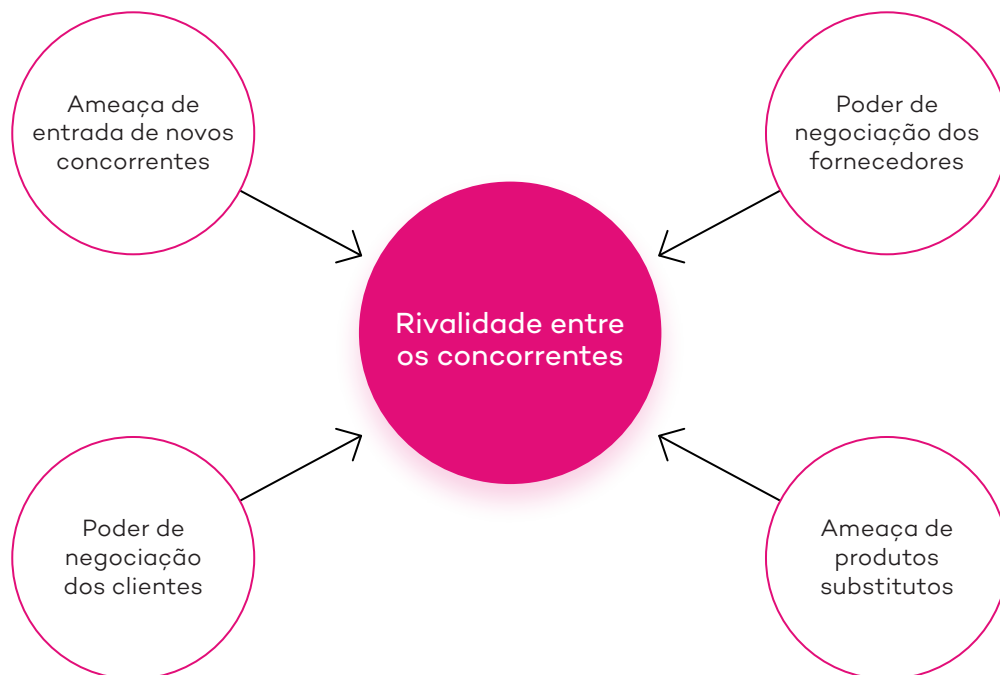 Ameaça de
entrada de novos
concorrentes
Poder de
negociação dos
fornecedores
Rivalidade entre
os concorrentes
Poder de
negociação
dos clientes
Ameaça de
produtos
substitutos